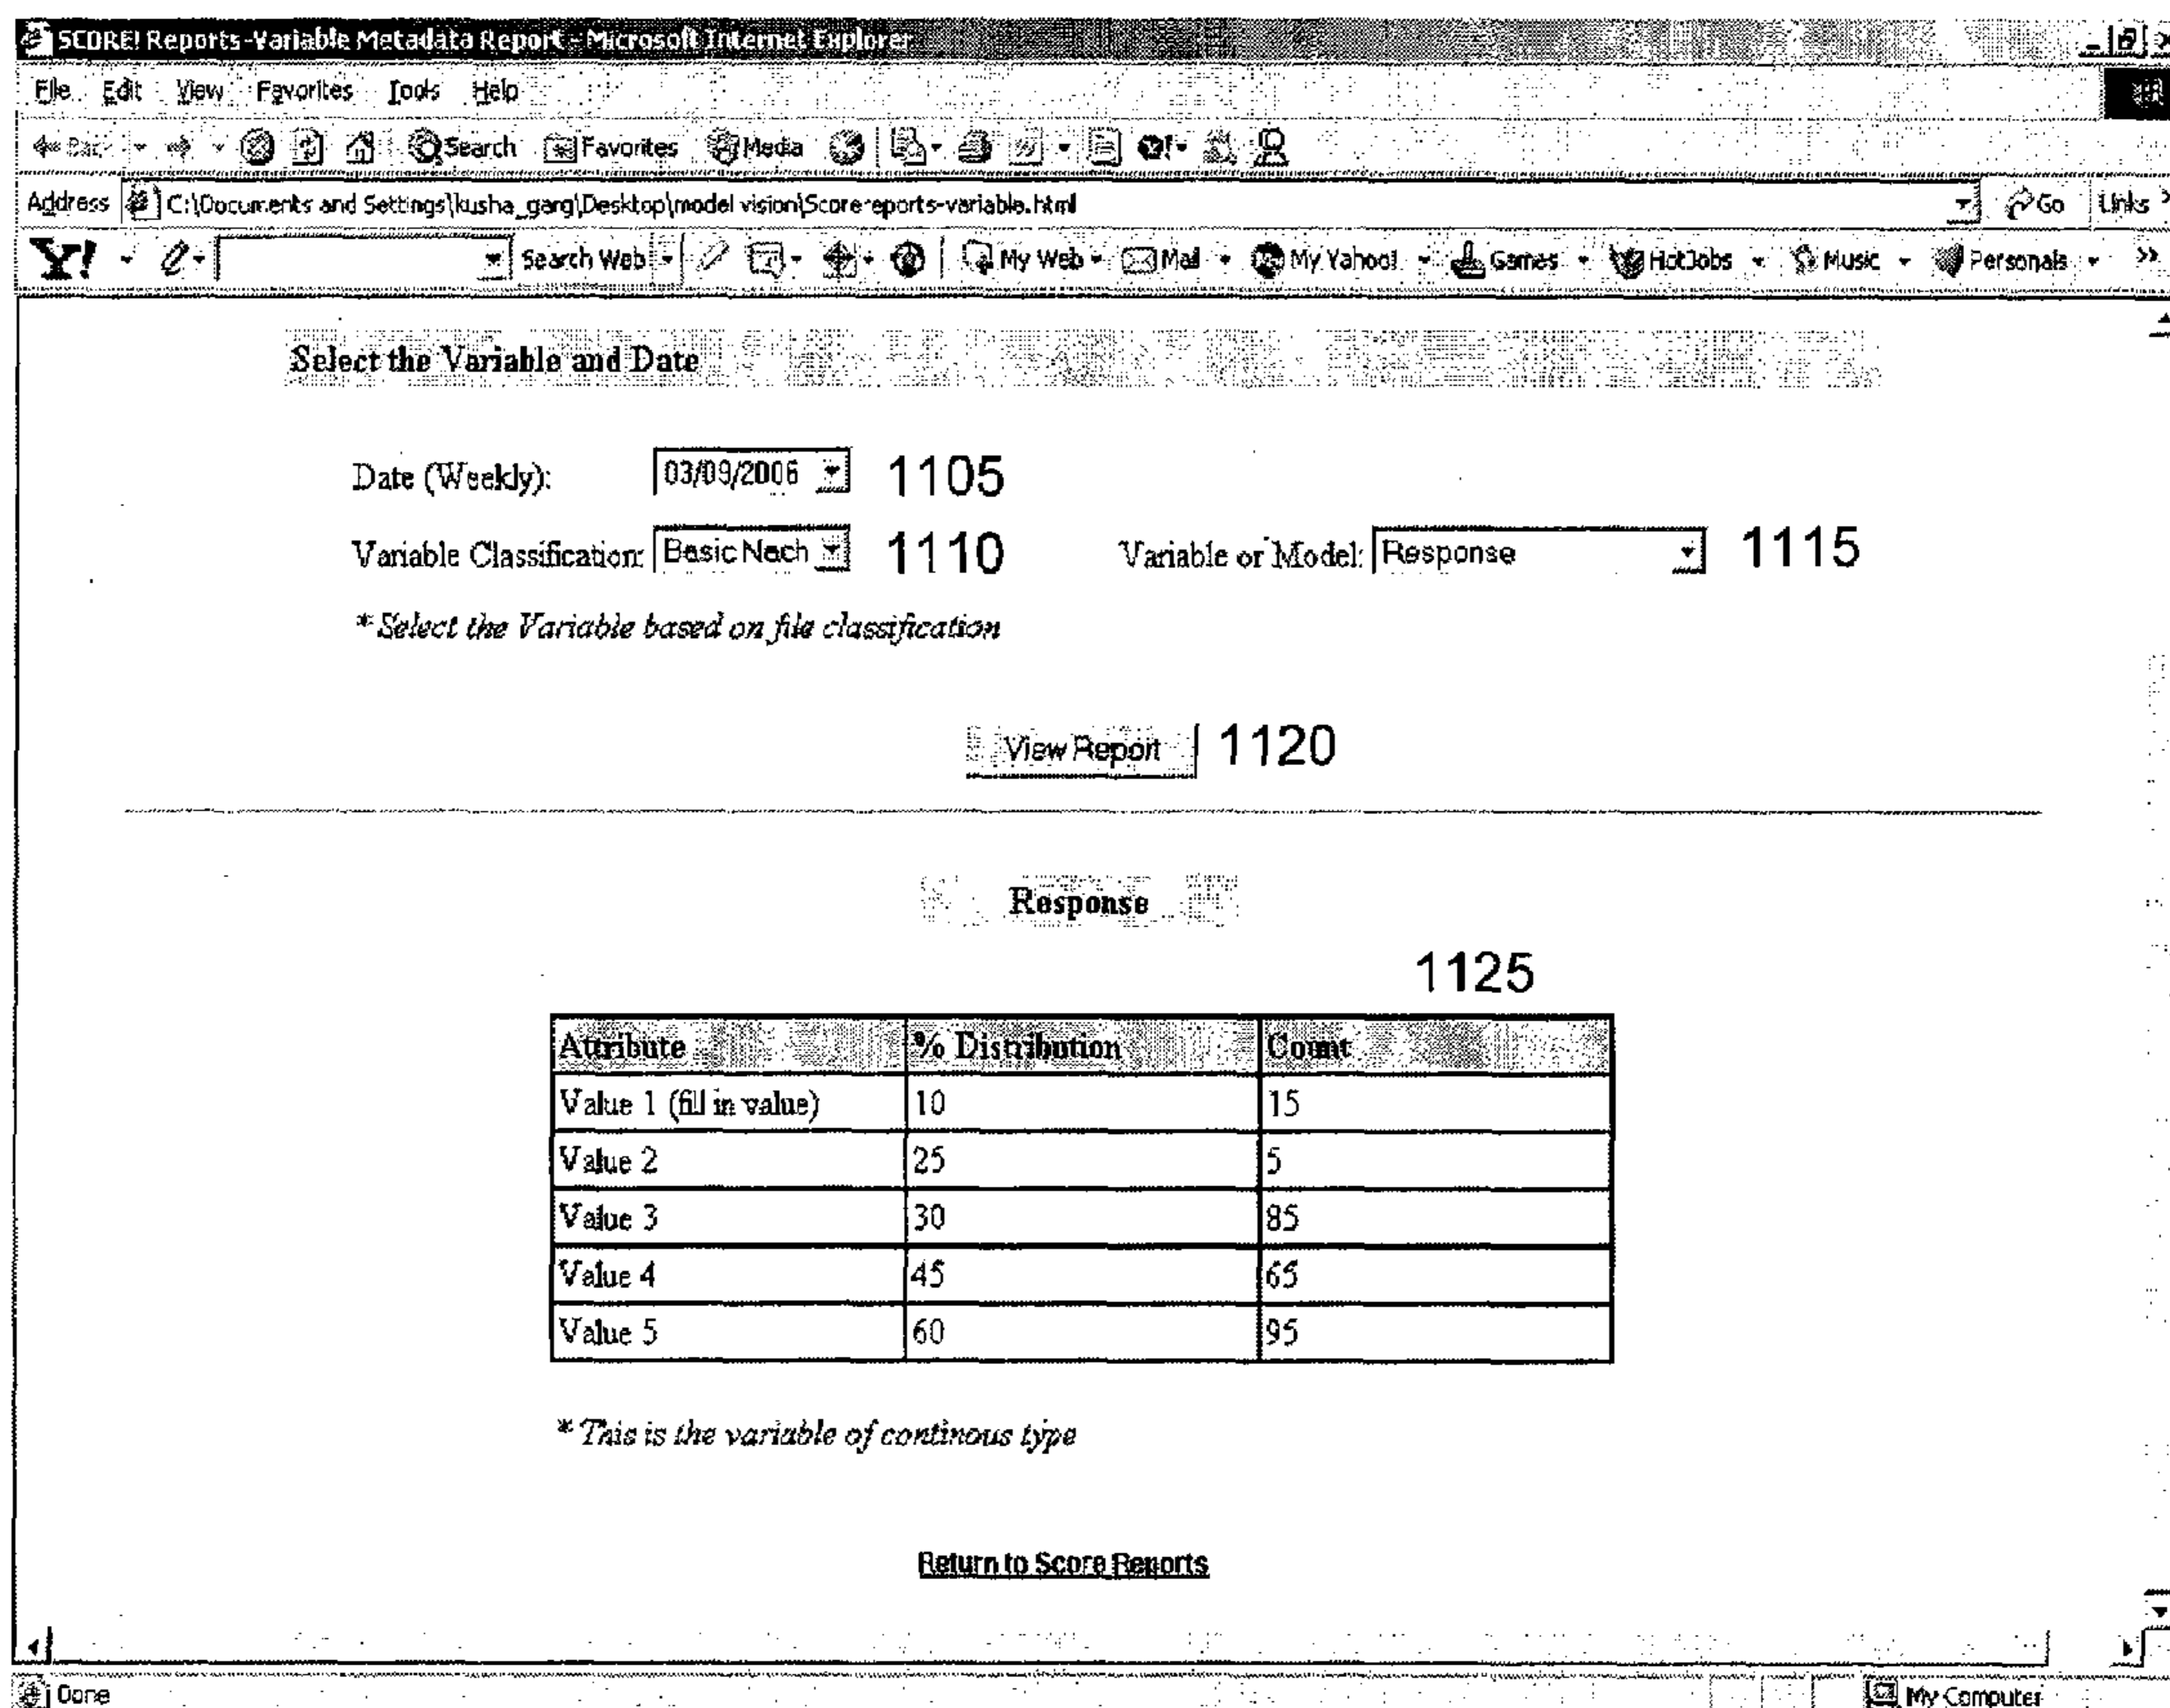 SCORE! Reports-Variable Metadata Report - Microsoft Internet Explorer
File Edit View Favorites Tools Help
Back Search Favorites Media
Address C:\Documents and Settings\kusha_garg\Desktop\model vision\Scorereports-variable.html Go Links
Y! Search Web My Web Mail My Yahoo! Games HotJobs Music Personals >>
Select the Variable and Date
Date (Weekly): 03/09/2006 1105
Variable Classification: Basic Nech 1110 Variable or Model: Response 1115
* Select the Variable based on file classification
View Report 1120
Response
1125
Attribute % Distribution Count
Value 1 (fill in value) 10 15
Value 2 25 5
Value 3 30 85
Value 4 45 65
Value 5 60 95
* This is the variable of continous type
Return to Score Reports
Done My Computer